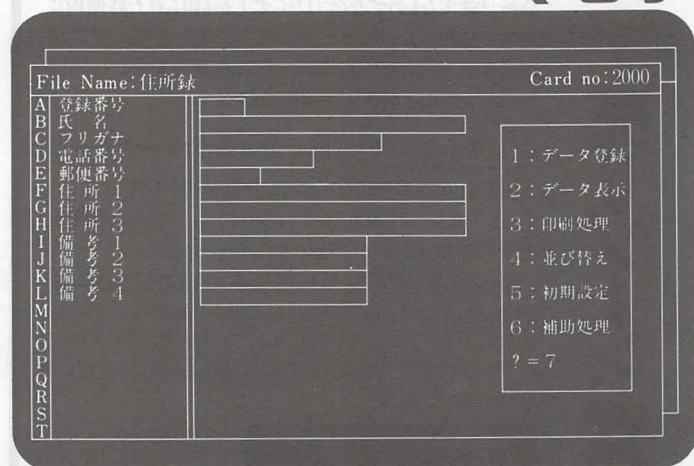 File Name:住所録
Card no:2000
A 登録番号
B 氏 名
C フリガナ
D 電話番号
E 郵便番号
F 住 所 1
G 住 所 2
H 住 所 3
I 備 考 1
J 備 考 2
K 備 考 3
L 備 考 4
M
N
O
P
Q
R
S
T
1:データ登録
2:データ表示
3:印刷処理
4:並び替え
5:初期設定
6:補助処理
?=7